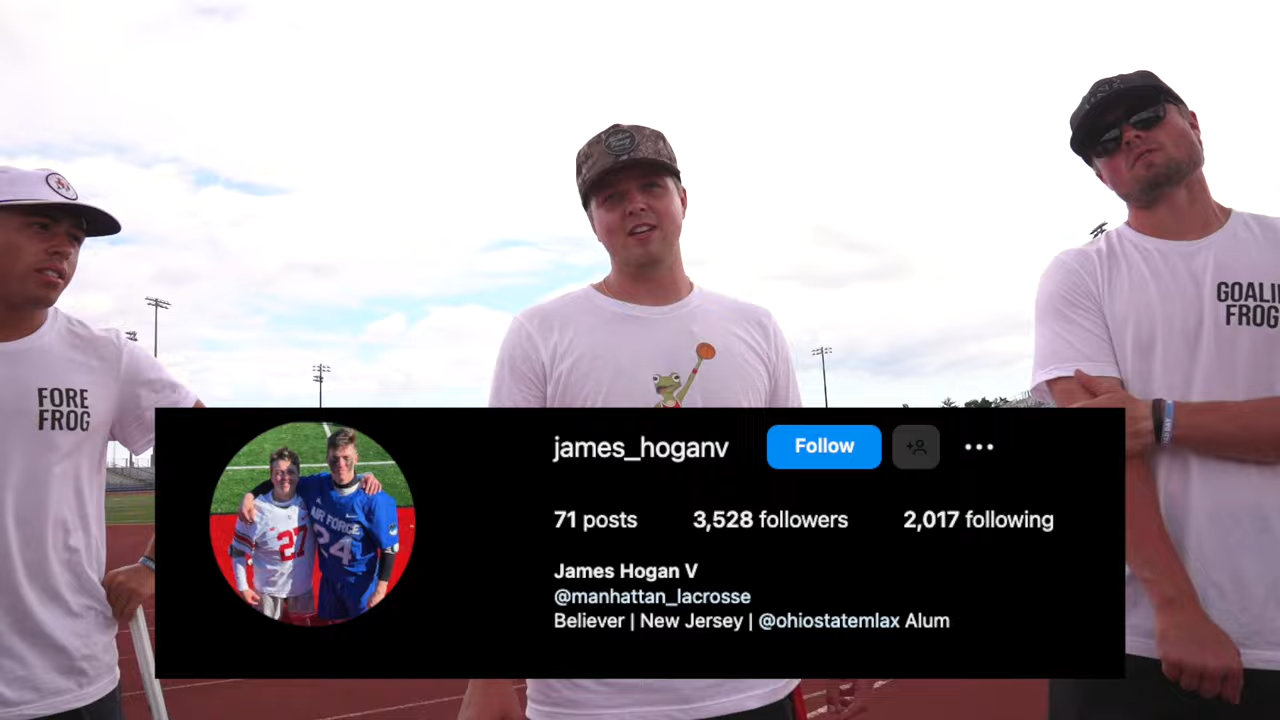 FORE
FROG
GOALI
FROG
james_hoganv
Follow
71 posts
3,528 followers
2,017 following
James Hogan V
@manhattan_lacrosse
Believer | New Jersey | @ohiostatemlax Alum
AIR FORCE
24
27